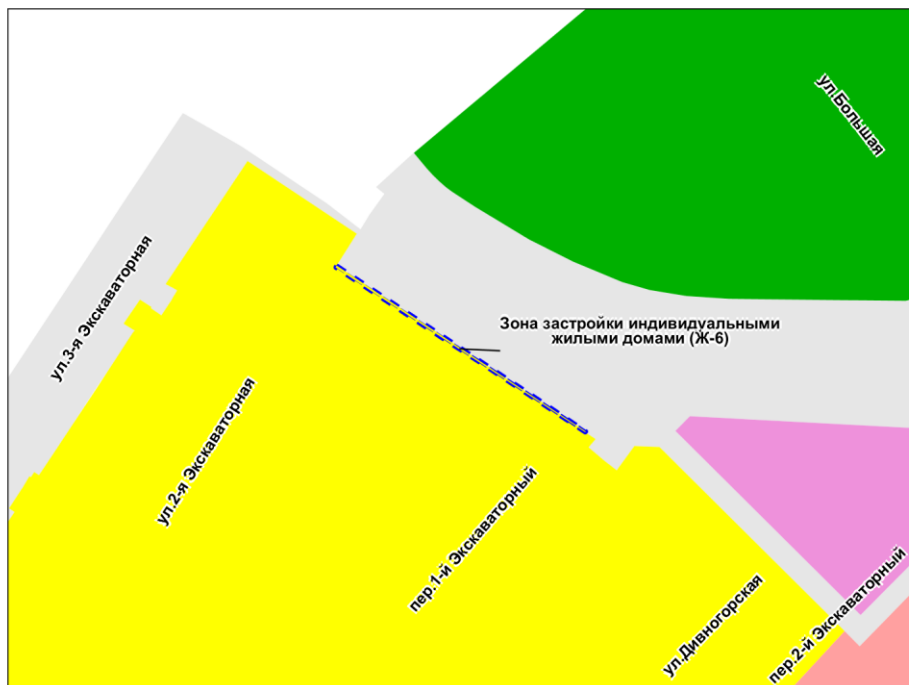 ул.Большая
ул.3-я Экскаваторная
Зона застройки индивидуальными
жилыми домами (Ж-6)
ул.2-я Экскаваторная
пер.1-й Экскаваторный
ул.Дивногорская
пер.2-й Экскаваторный